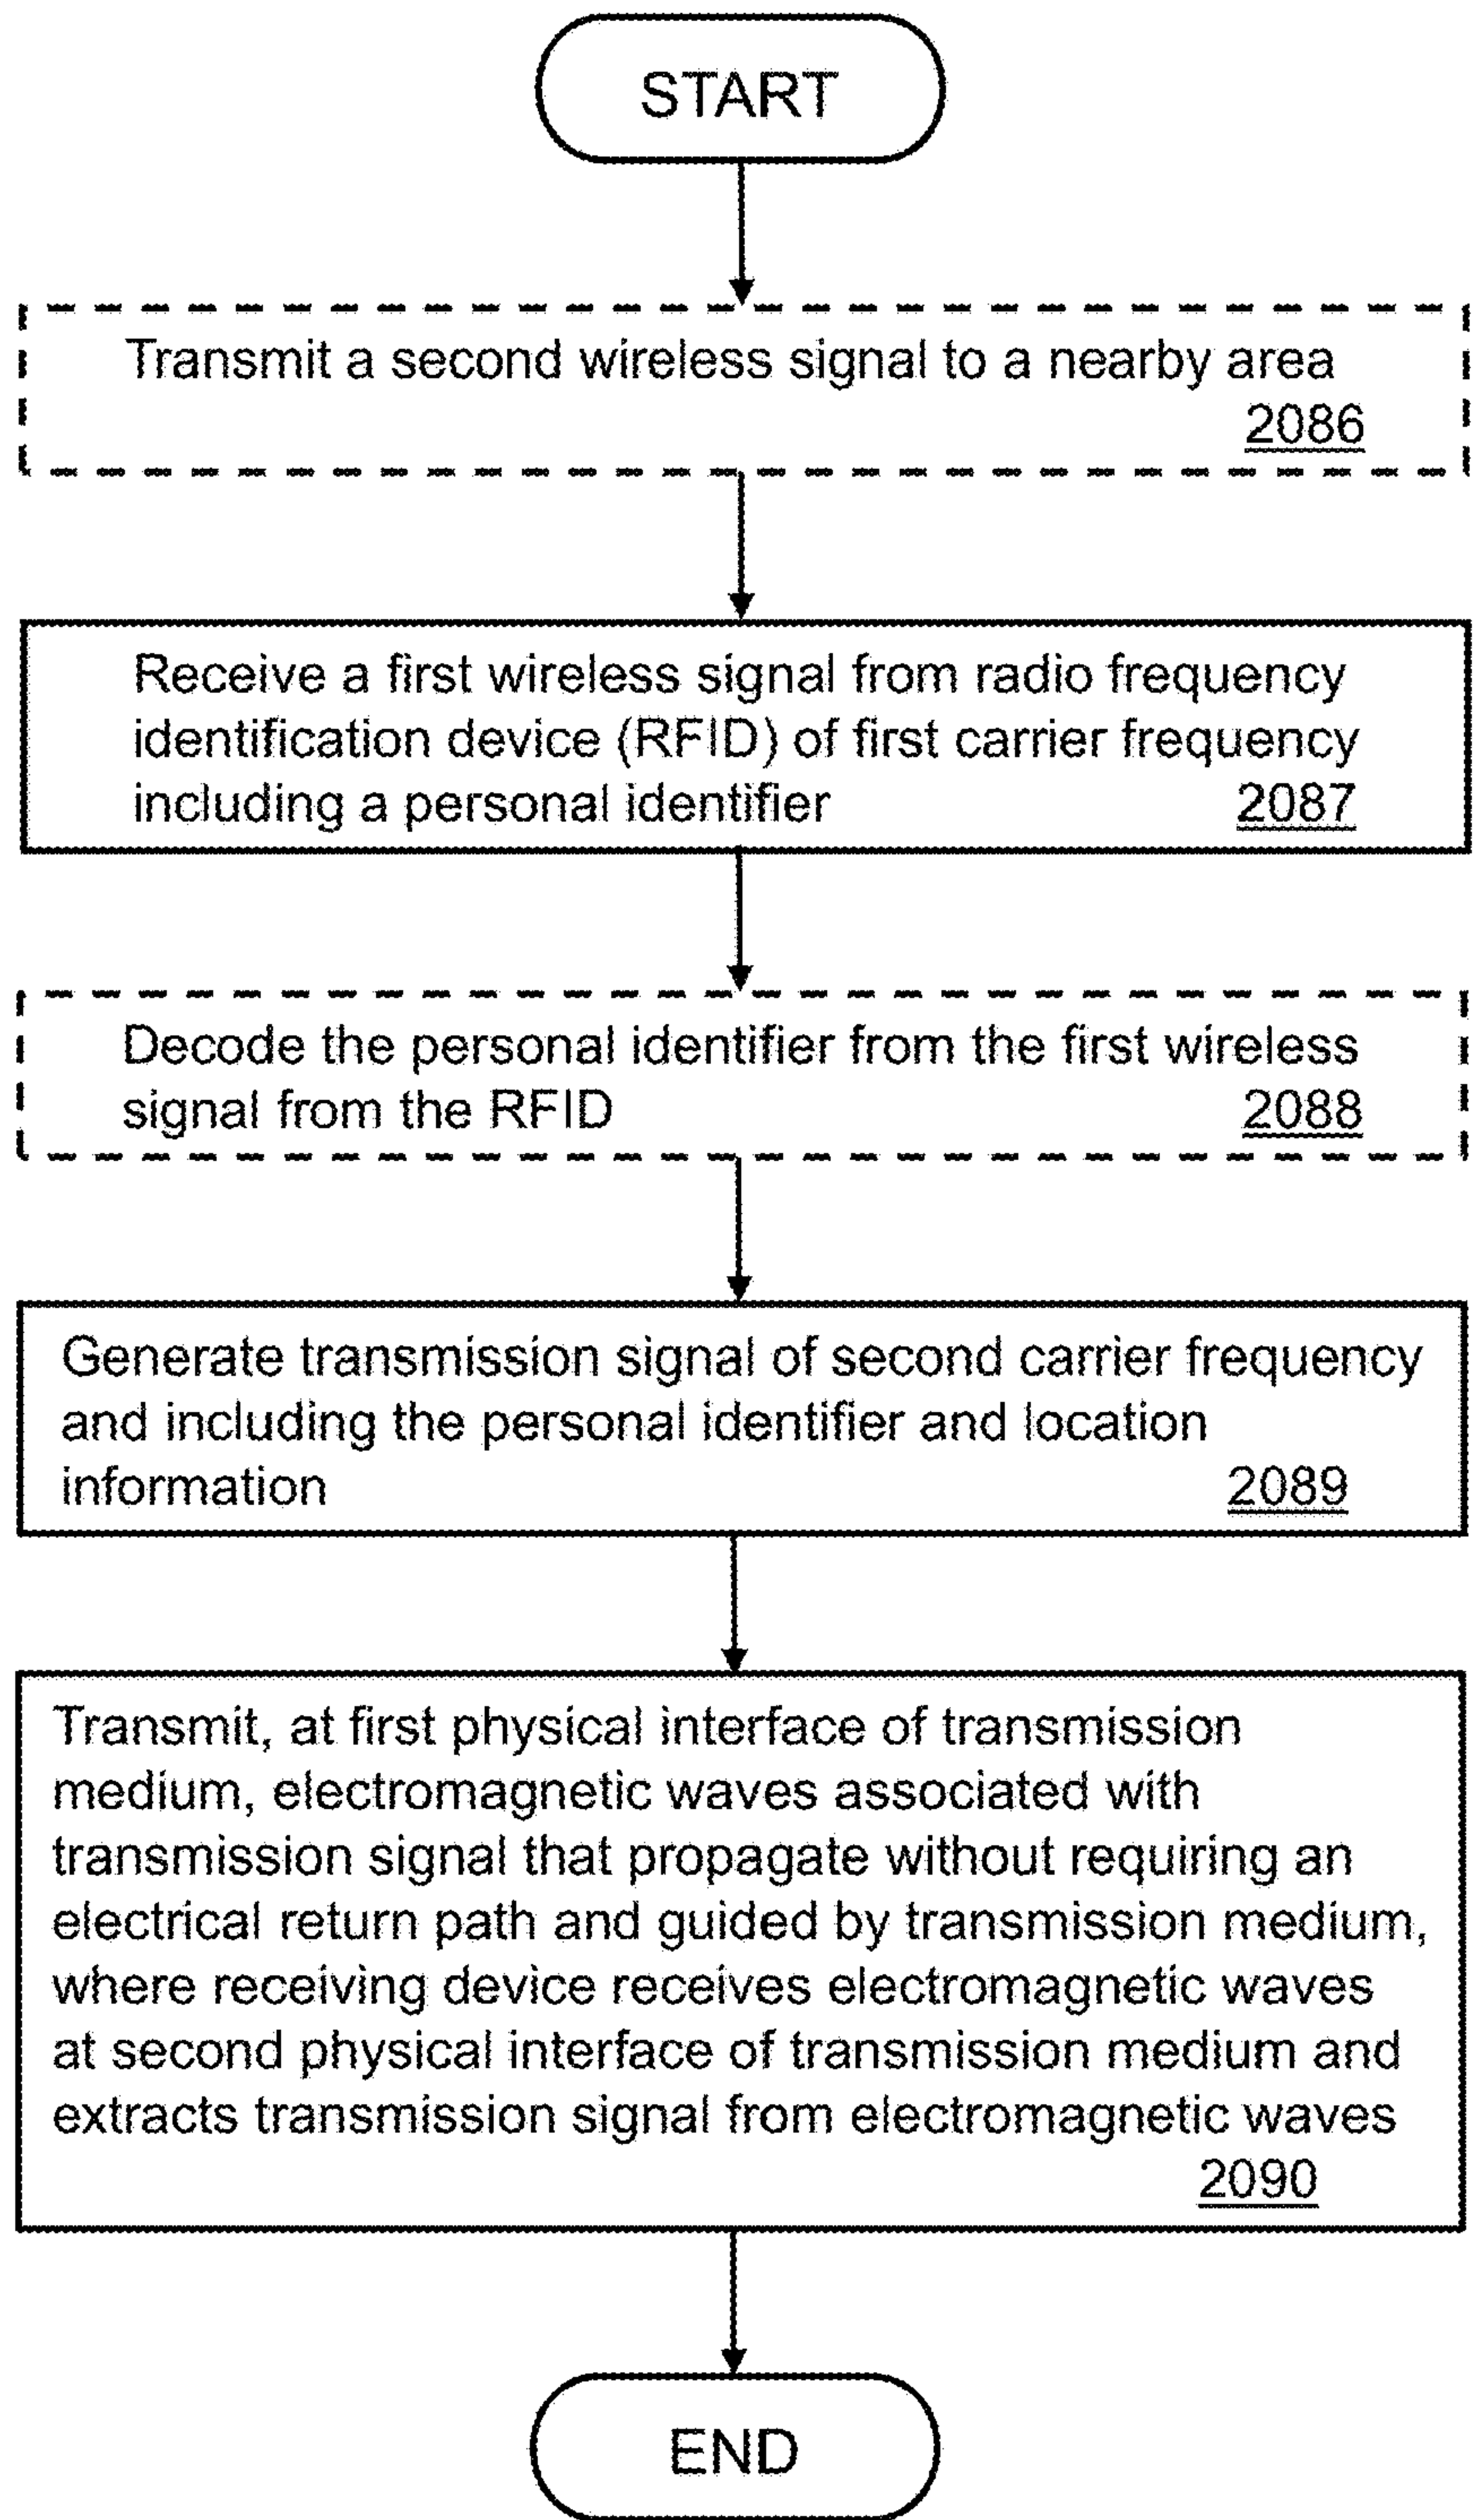 START
Transmit a second wireless signal to a nearby area
2086
Receive a first wireless signal from radio frequency
identification device (RFID) of first carrier frequency
including a personal identifier 2087
Decode the personal identifier from the first wireless
signal from the RFID 2088
Generate transmission signal of second carrier frequency
and including the personal identifier and location
information 2089
Transmit, at first physical interface of transmission
medium, electromagnetic waves associated with
transmission signal that propagate without requiring an
electrical return path and guided by transmission medium,
where receiving device receives electromagnetic waves
at second physical interface of transmission medium and
extracts transmission signal from electromagnetic waves
2090
END